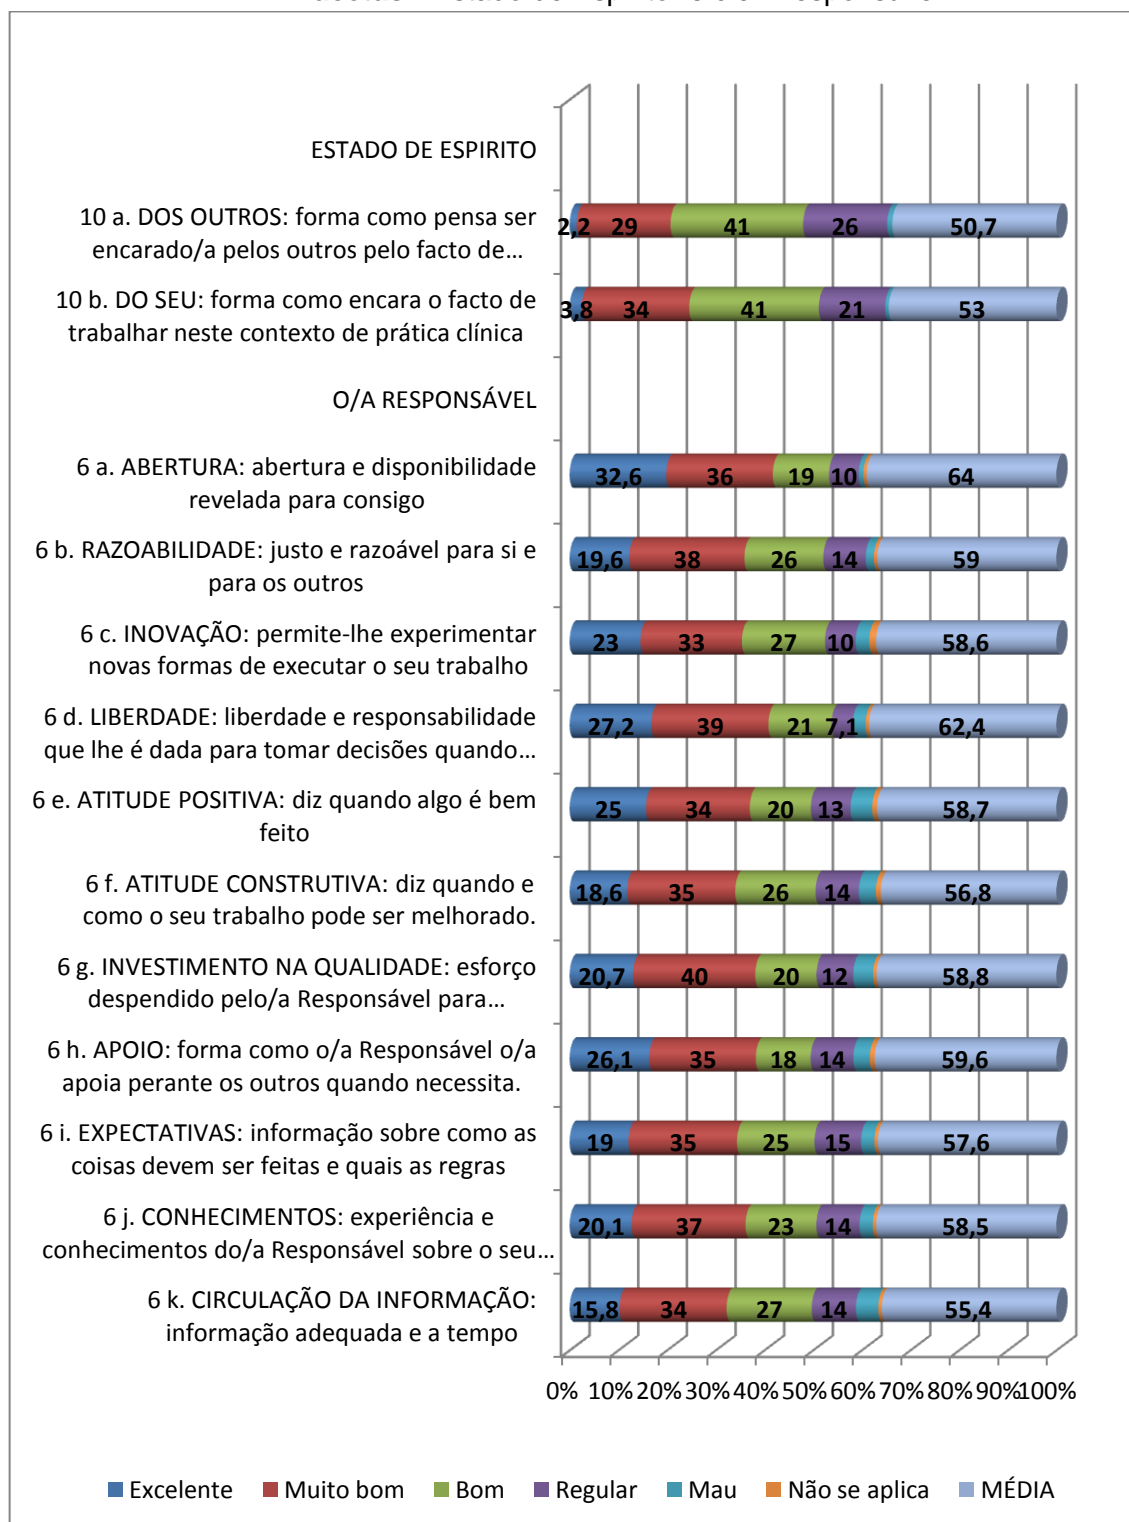 ESTADO DE ESPIRITO
10 a. DOS OUTROS: forma como pensa ser
encarado/a pelos outros pelo facto de…
2,2 29 41 26 50,7
10 b. DO SEU: forma como encara o facto de
trabalhar neste contexto de prática clínica
3,8 34 41 21 53
O/A RESPONSÁVEL
6 a. ABERTURA: abertura e disponibilidade
revelada para consigo
32,6 36 19 10 64
6 b. RAZOABILIDADE: justo e razoável para si e
para os outros
19,6 38 26 14 59
6 c. INOVAÇÃO: permite-lhe experimentar
novas formas de executar o seu trabalho
23 33 27 10 58,6
6 d. LIBERDADE: liberdade e responsabilidade
que lhe é dada para tomar decisões quando…
27,2 39 21 7,1 62,4
6 e. ATITUDE POSITIVA: diz quando algo é bem
feito
25 34 20 13 58,7
6 f. ATITUDE CONSTRUTIVA: diz quando e
como o seu trabalho pode ser melhorado.
18,6 35 26 14 56,8
6 g. INVESTIMENTO NA QUALIDADE: esforço
despendido pelo/a Responsável para…
20,7 40 20 12 58,8
6 h. APOIO: forma como o/a Responsável o/a
apoia perante os outros quando necessita.
26,1 35 18 14 59,6
6 i. EXPECTATIVAS: informação sobre como as
coisas devem ser feitas e quais as regras
19 35 25 15 57,6
6 j. CONHECIMENTOS: experiência e
conhecimentos do/a Responsável sobre o seu…
20,1 37 23 14 58,5
6 k. CIRCULAÇÃO DA INFORMAÇÃO:
informação adequada e a tempo
15,8 34 27 14 55,4
0% 10% 20% 30% 40% 50% 60% 70% 80% 90% 100%
Excelente Muito bom Bom Regular Mau Não se aplica MÉDIA